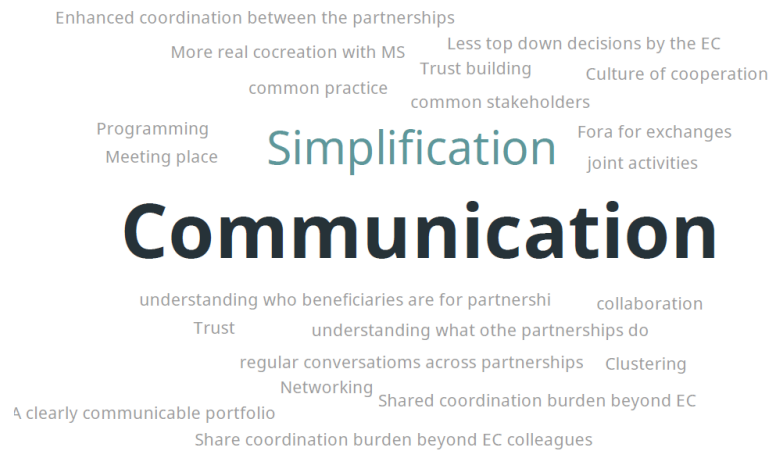 Enhanced coordination between the partnerships
More real cocreation with MS
Less top down decisions by the EC
Trust building
Culture of cooperation
common practice
common stakeholders
Programming
Simplification
Fora for exchanges
Meeting place
joint activities
Communication
understanding who beneficiaries are for partnershi
collaboration
Trust
understanding what othe partnerships do
regular conversatioms across partnerships
Clustering
Networking
Shared coordination burden beyond EC
A clearly communicable portfolio
Share coordination burden beyond EC colleagues